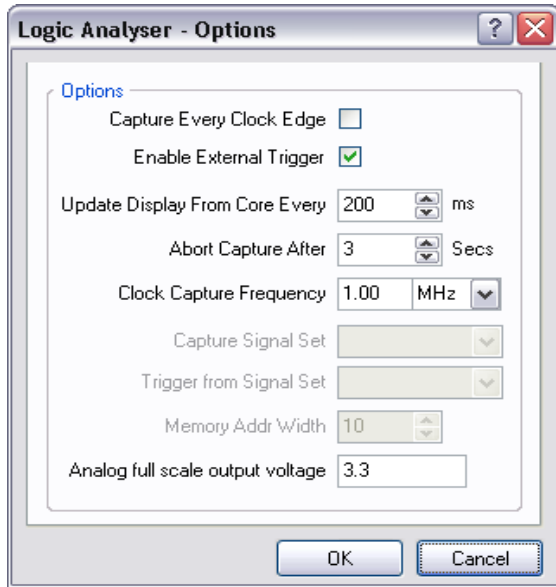 Logic Analyser - Options
Options
Capture Every Clock Edge
Enable External Trigger
Update Display From Core Every 200 ms
Abort Capture After 3 Secs
Clock Capture Frequency 1.00 MHz
Capture Signal Set
Trigger from Signal Set
Memory Addr Width 10
Analog full scale output voltage 3.3
OK Cancel